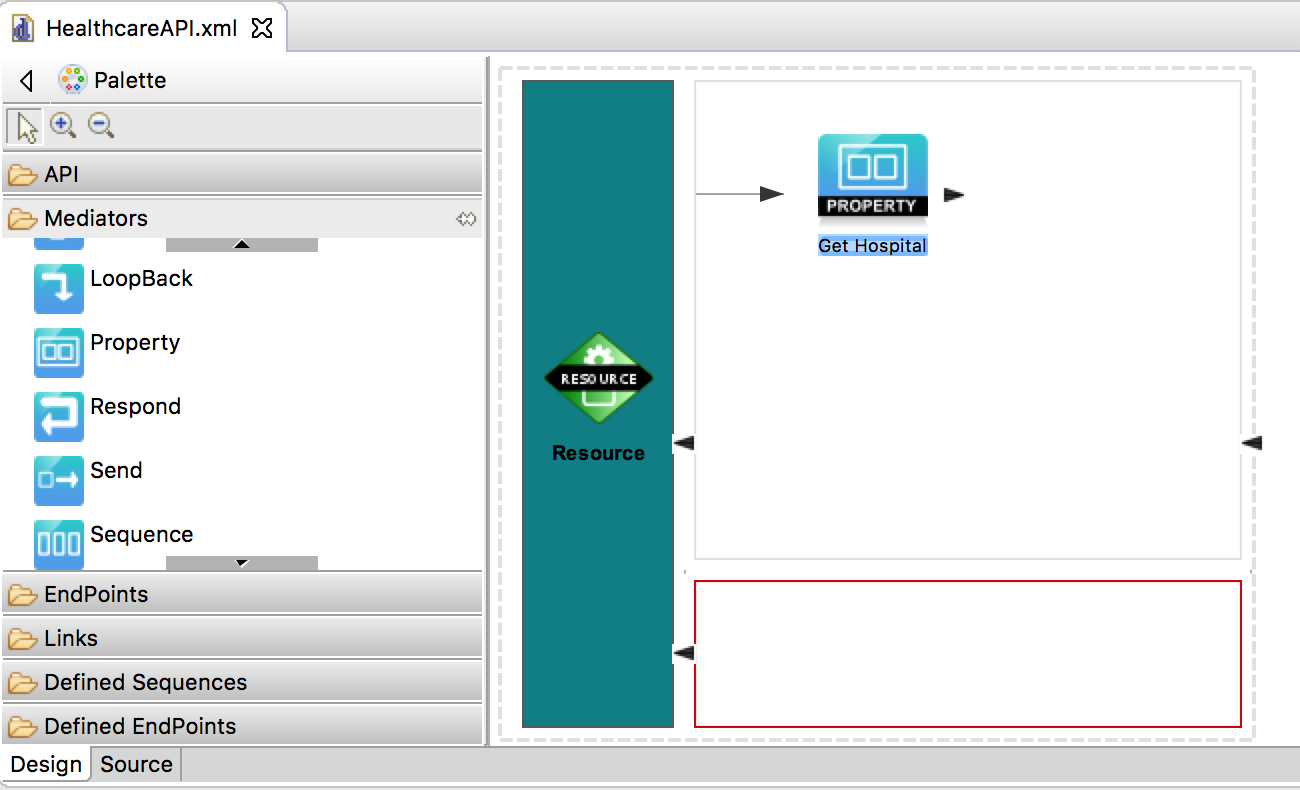 HealthcareAPI.xml
Palette
API
Mediators
LoopBack
Property
Respond
Send
Sequence
EndPoints
Links
Defined Sequences
Defined EndPoints
Design
Source
RESOURCE
Resource
PROPERTY
Get Hospital